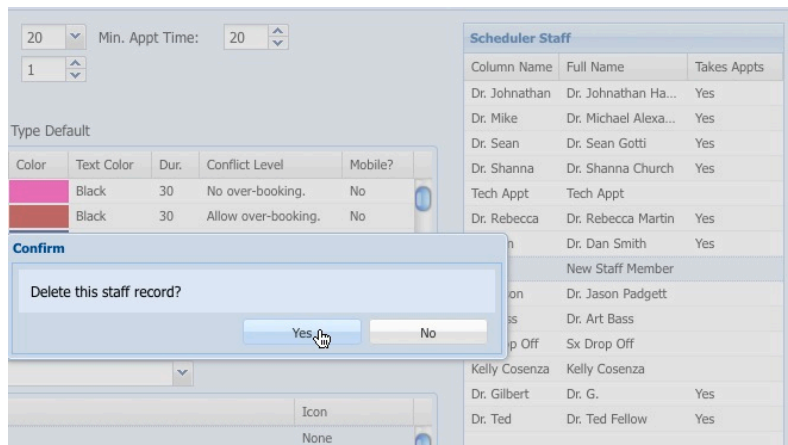 20 Min. Appt Time: 20
1
Type Default
Color Text Color Dur. Conflict Level Mobile?
Black 30 No over-booking. No
Black 30 Allow over-booking. No
Confirm
Delete this staff record?
Yes No
Icon
None
Scheduler Staff
Column Name Full Name Takes Appts
Dr. Johnathan Dr. Johnathan Ha... Yes
Dr. Mike Dr. Michael Alexa... Yes
Dr. Sean Dr. Sean Gotti Yes
Dr. Shanna Dr. Shanna Church Yes
Tech Appt Tech Appt
Dr. Rebecca Dr. Rebecca Martin Yes
Dr. Dan Smith Yes
New Staff Member
Dr. Jason Padgett
Dr. Art Bass
Drop Off Sx Drop Off
Kelly Cosenza Kelly Cosenza
Dr. Gilbert Dr. G. Yes
Dr. Ted Dr. Ted Fellow Yes